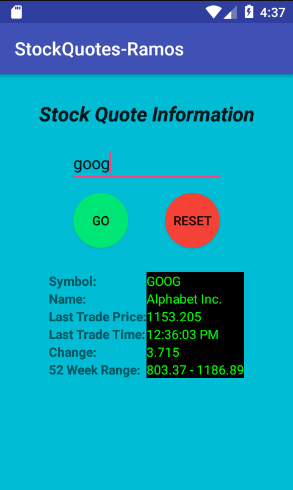 4:37
StockQuotes-Ramos
Stock Quote Information
goog
GO RESET
Symbol: GOOG
Name: Alphabet Inc.
Last Trade Price: 1153.205
Last Trade Time: 12:36:03 PM
Change: 3.715
52 Week Range: 803.37 - 1186.89